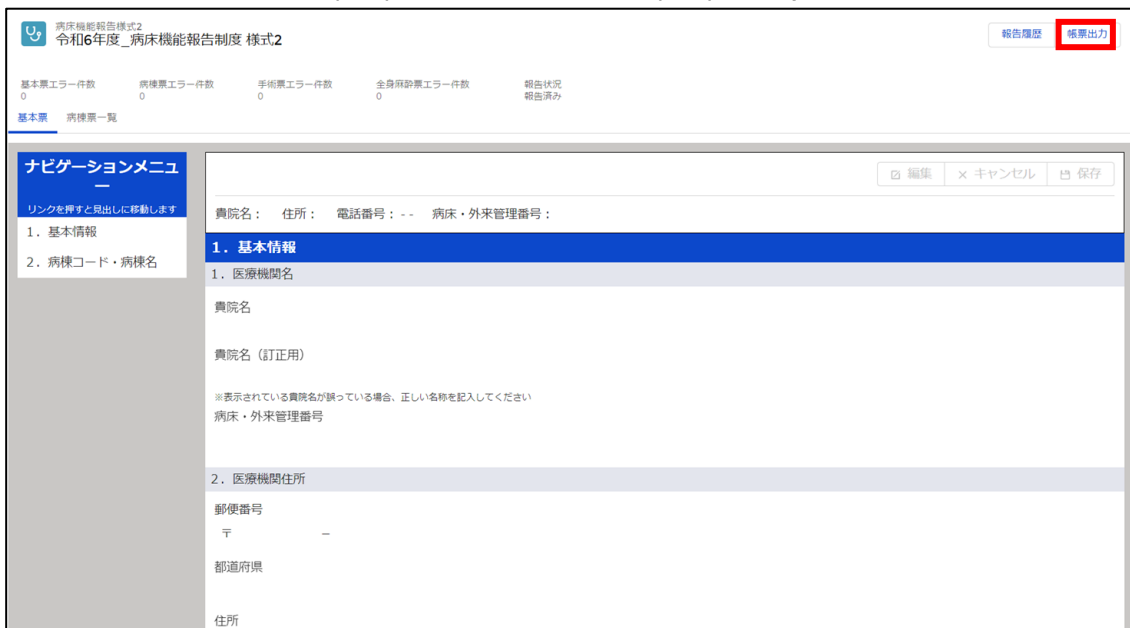 病床機能報告様式2
令和6年度_病床機能報告制度 様式2
報告履歴 帳票出力
基本票エラー件数 病棟票エラー件数 手術票エラー件数 全身麻酔票エラー件数 報告状況
0 0 0 0 報告済み
基本票 病棟票一覧
ナビゲーションメニュ
ー
リンクを押すと見出しに移動します
1. 基本情報
2. 病棟コード・病棟名
編集 × キャンセル 保存
貴院名： 住所： 電話番号：-- 病床・外来管理番号：
1. 基本情報
1. 医療機関名
貴院名
貴院名（訂正用）
※表示されている貴院名が誤っている場合、正しい名称を記入してください
病床・外来管理番号
2. 医療機関住所
郵便番号
〒 –
都道府県
住所